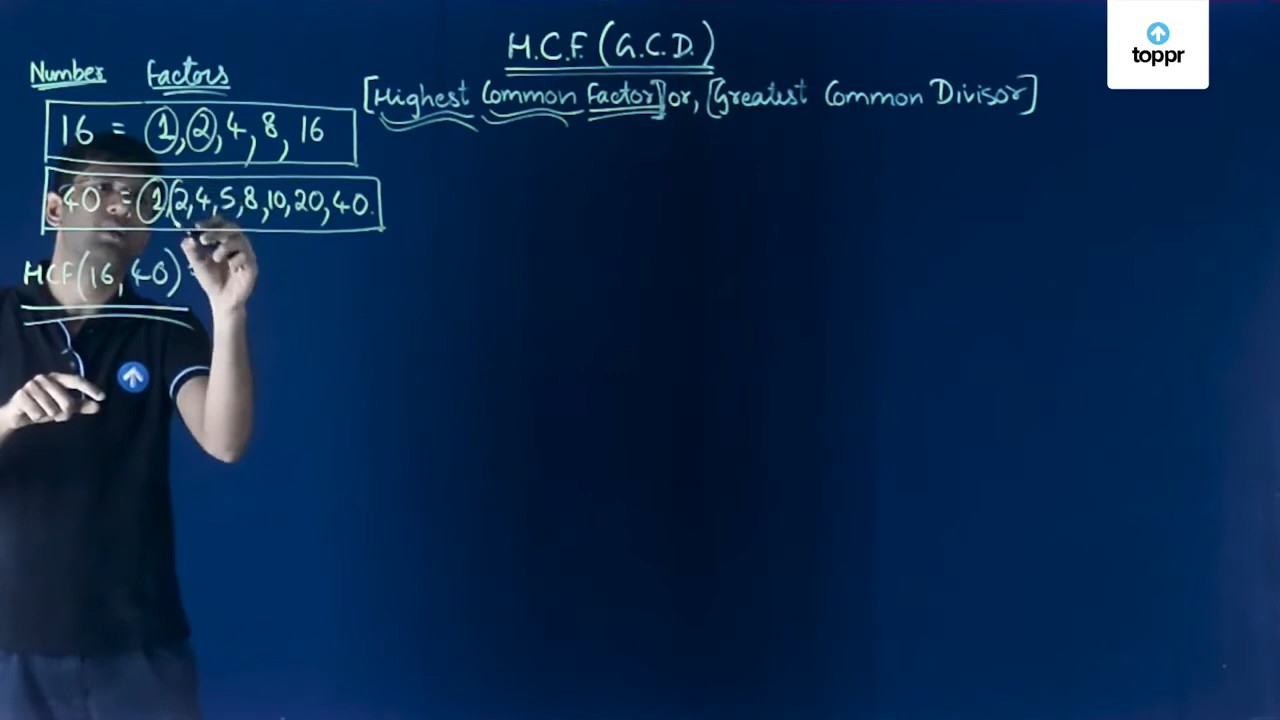 H.C.F. (G.C.D.)
[Highest Common Factor] or, [Greatest Common Divisor]
Number Factors
16 = 1, 2, 4, 8, 16
40 = 1, 2, 4, 5, 8, 10, 20, 40.
HCF(16, 40) =
toppr